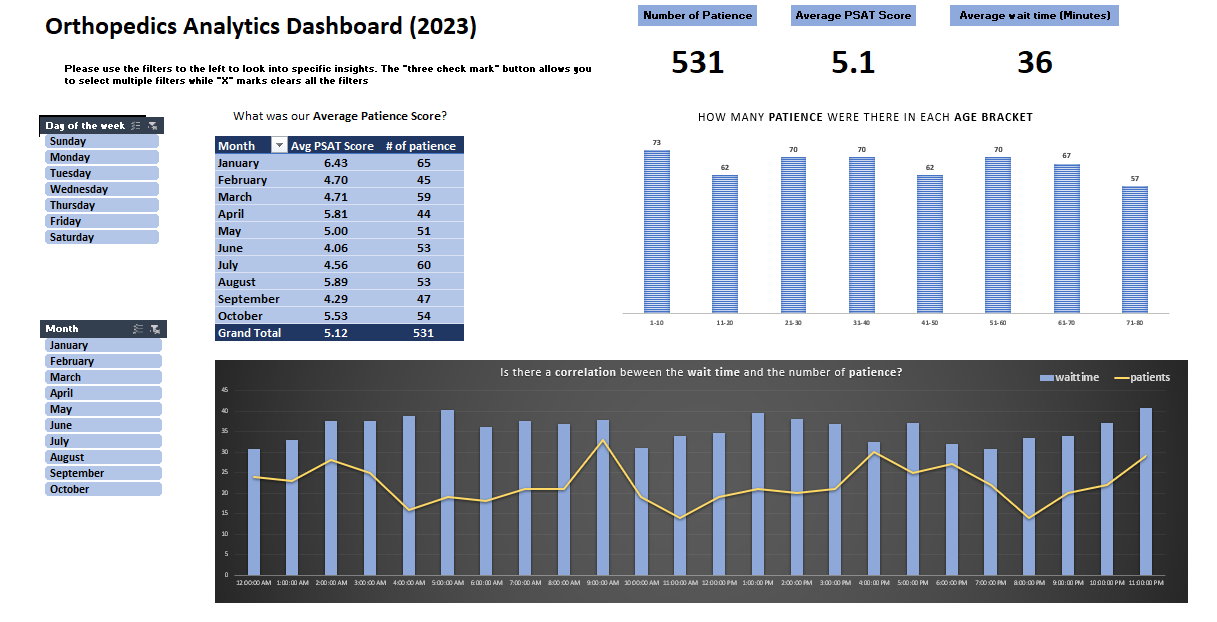 Orthopedics Analytics Dashboard (2023)
Please use the filters to the left to look into specific insights. The "three check mark" button allows you
to select multiple filters while "X" marks clears all the filters
Number of Patience
531
Average PSAT Score
5.1
Average wait time (Minutes)
36
Day of the week
Sunday
Monday
Tuesday
Wednesday
Thursday
Friday
Saturday
Month
January
February
March
April
May
June
July
August
September
October
What was our Average Patience Score?
Month Avg PSAT Score # of patience
January 6.43 65
February 4.70 45
March 4.71 59
April 5.81 44
May 5.00 51
June 4.06 53
July 4.56 60
August 5.89 53
September 4.29 47
October 5.53 54
Grand Total 5.12 531
HOW MANY PATIENCE WERE THERE IN EACH AGE BRACKET
73 62 70 70 62 70 67 57
1-10 11-20 21-30 31-40 41-50 51-60 61-70 71-80
Is there a correlation beween the wait time and the number of patience?
waittime patients
45
40
35
30
25
20
15
10
5
0
12:00:00 AM 1:00:00 AM 2:00:00 AM 3:00:00 AM 4:00:00 AM 5:00:00 AM 6:00:00 AM 7:00:00 AM 8:00:00 AM 9:00:00 AM 10:00:00 AM 11:00:00 AM 12:00:00 PM 1:00:00 PM 2:00:00 PM 3:00:00 PM 4:00:00 PM 5:00:00 PM 6:00:00 PM 7:00:00 PM 8:00:00 PM 9:00:00 PM 10:00:00 PM 11:00:00 PM